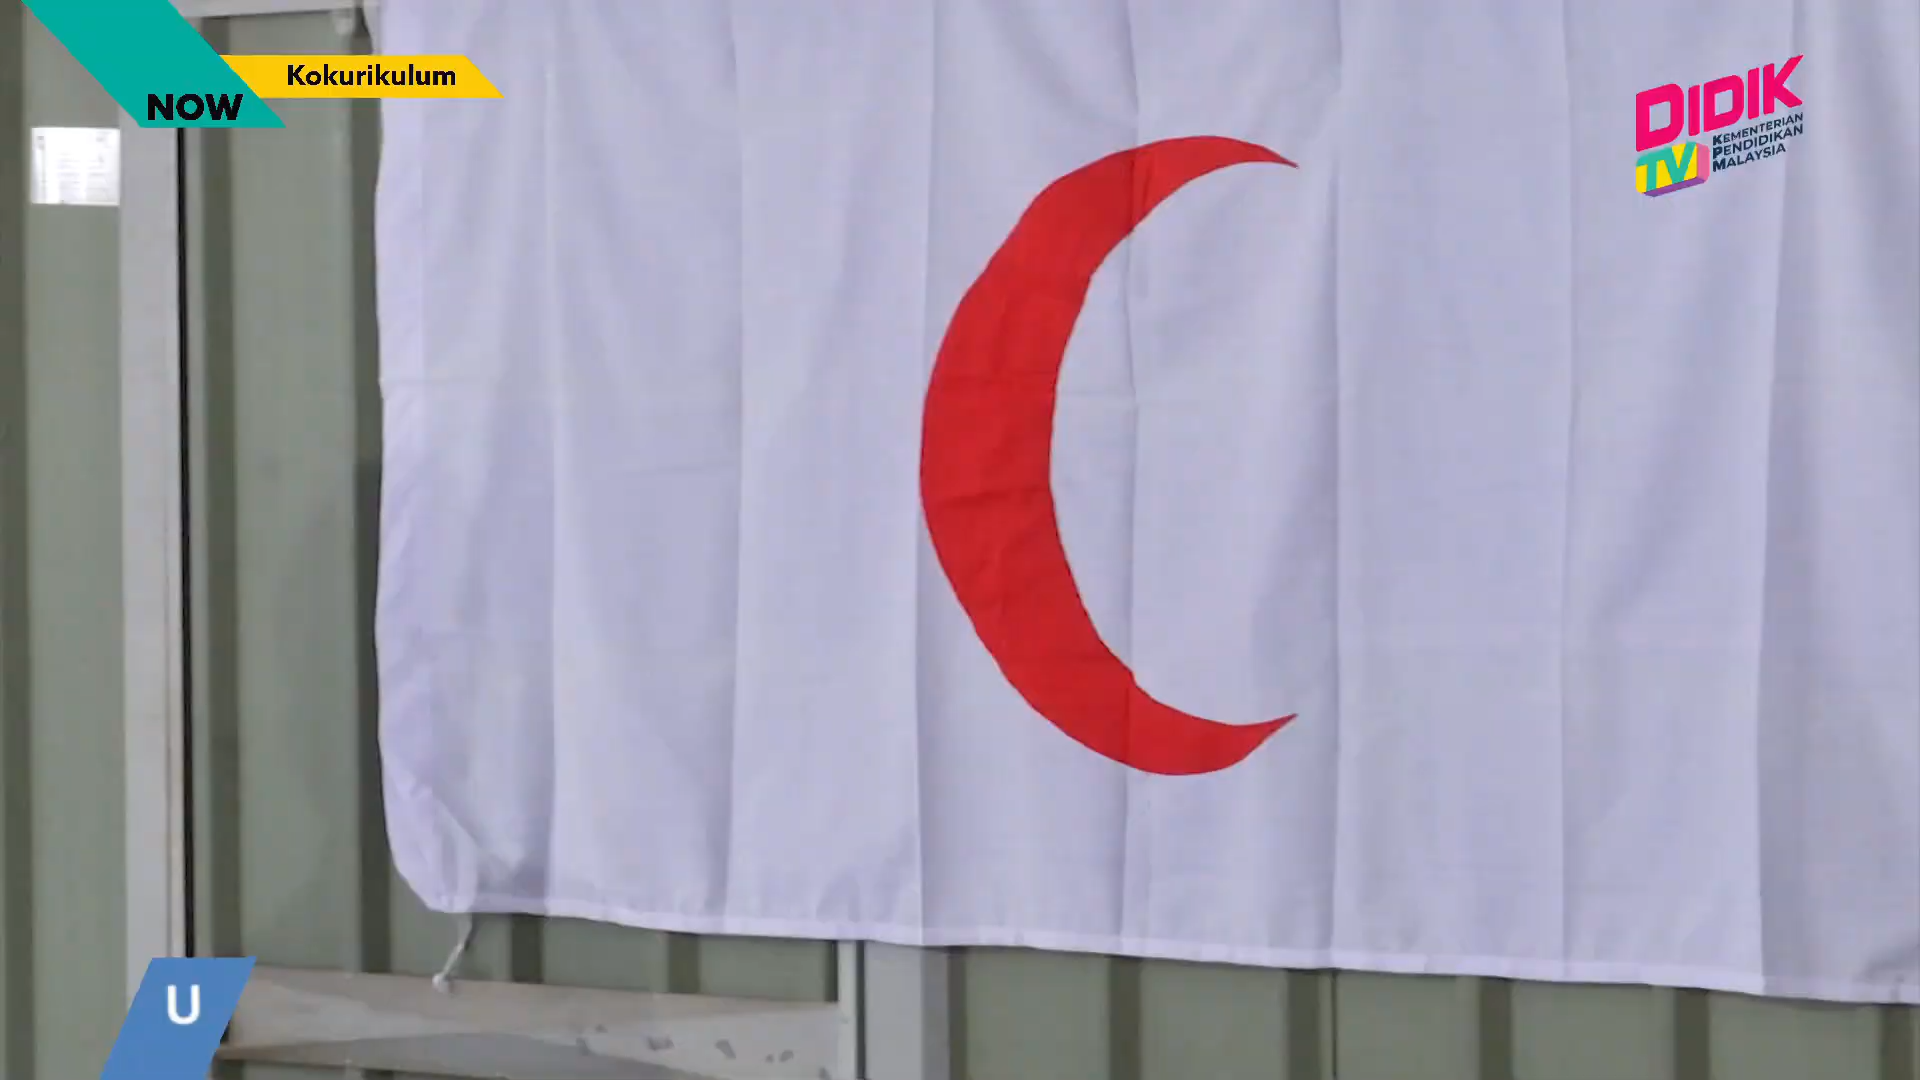 Kokurikulum
NOW
DIDIK
TV
KEMENTERIAN
PENDIDIKAN
MALAYSIA
U